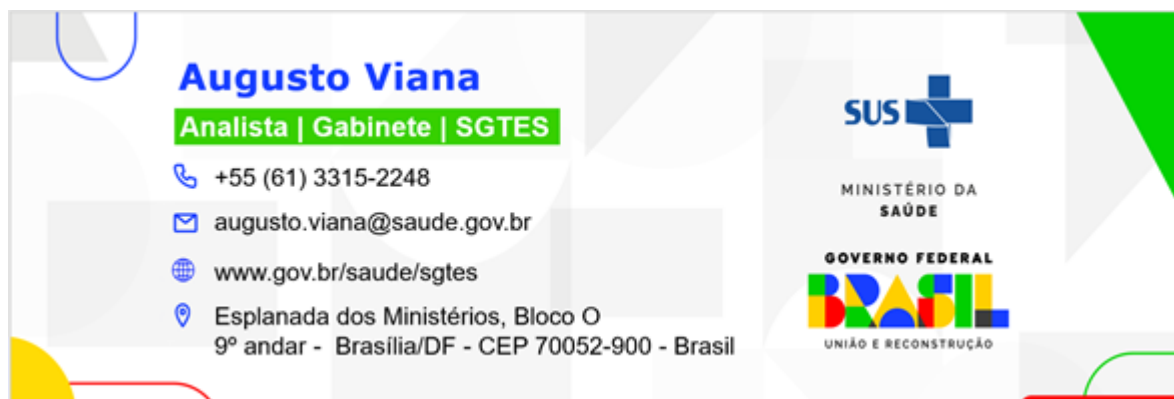 Augusto Viana
Analista | Gabinete | SGTES
+55 (61) 3315-2248
augusto.viana@saude.gov.br
www.gov.br/saude/sgtes
Esplanada dos Ministérios, Bloco O
9º andar - Brasília/DF - CEP 70052-900 - Brasil
SUS
MINISTÉRIO DA
SAÚDE
GOVERNO FEDERAL
BRASIL
UNIÃO E RECONSTRUÇÃO